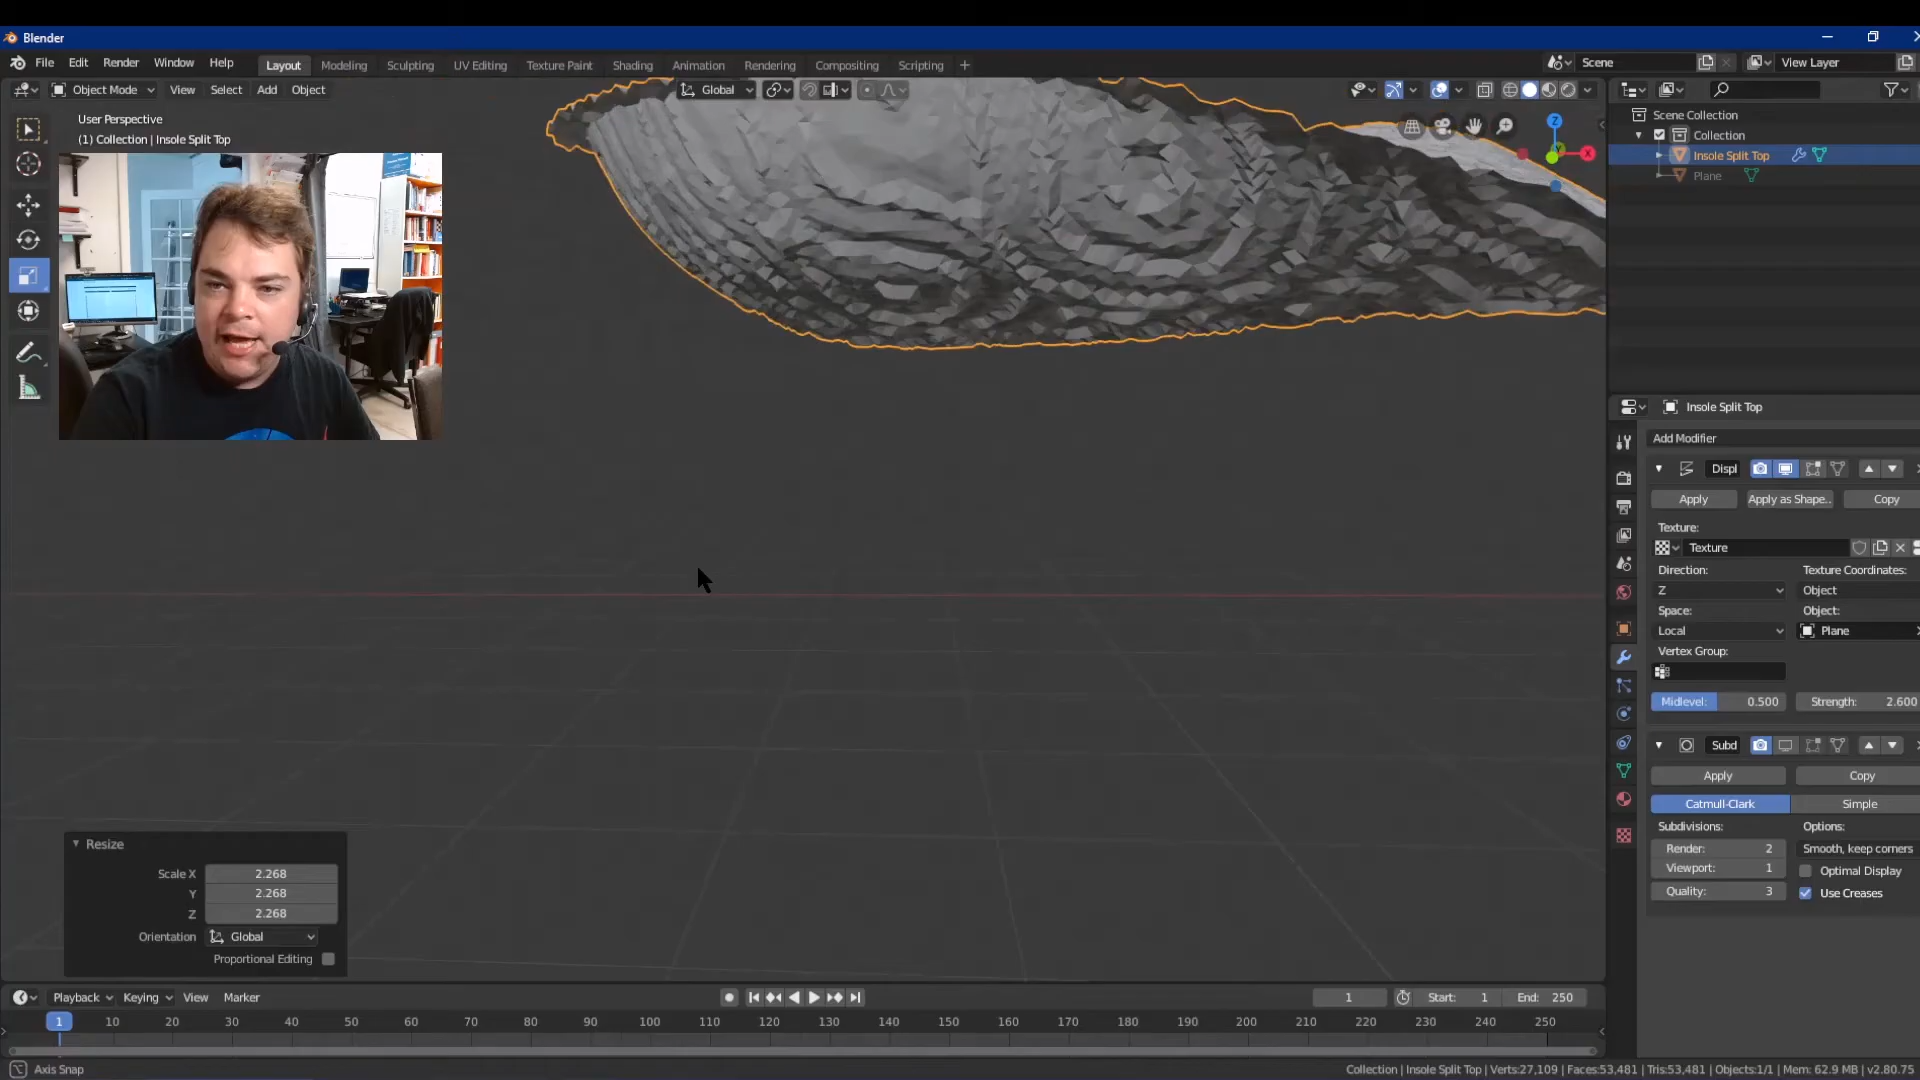 Blender
File Edit Render Window Help Layout Modeling Sculpting UV Editing Texture Paint Shading Animation Rendering Compositing Scripting + Scene View Layer
Object Mode View Select Add Object Global
User Perspective
(1) Collection | Insole Split Top
Z
X
Scene Collection
Collection
Insole Split Top
Plane
Insole Split Top
Add Modifier
Displ
Apply Apply as Shape.. Copy
Texture:
Texture
Direction: Texture Coordinates:
Z Object
Space: Object:
Local Plane
Vertex Group:
Midlevel: 0.500 Strength: 2.600
Subd
Apply Copy
Catmull-Clark Simple
Subdivisions: Options:
Render: 2 Smooth, keep corners
Viewport: 1 Optimal Display
Quality: 3 Use Creases
Resize
Scale X 2.268
Y 2.268
Z 2.268
Orientation Global
Proportional Editing
Playback Keying View Marker 1 Start: 1 End: 250
1 10 20 30 40 50 60 70 80 90 100 110 120 130 140 150 160 170 180 190 200 210 220 230 240 250
Axis Snap Collection | Insole Split Top | Verts:27,109 | Faces:53,481 | Tris:53,481 | Objects:1/1 | Mem: 62.9 MB | v2.80.75